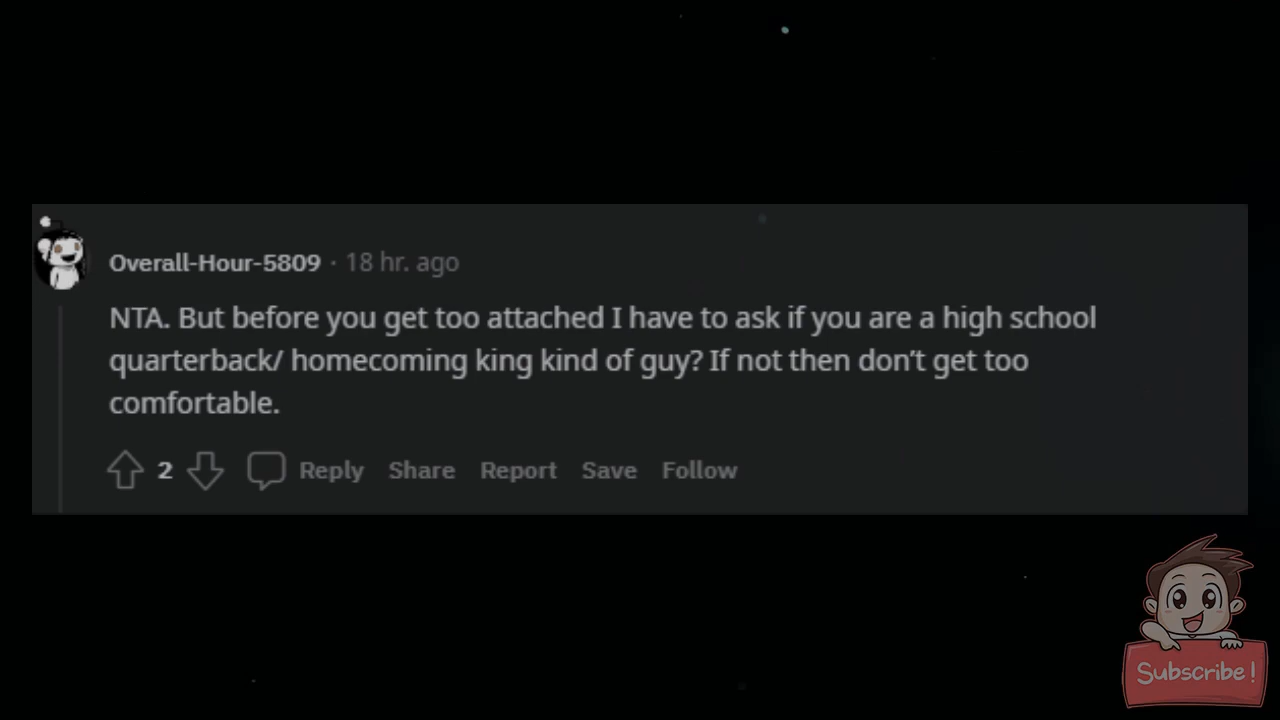 Overall-Hour-5809 · 18 hr. ago
NTA. But before you get too attached I have to ask if you are a high school
quarterback/ homecoming king kind of guy? If not then don’t get too
comfortable.
2 Reply Share Report Save Follow
Subscribe!